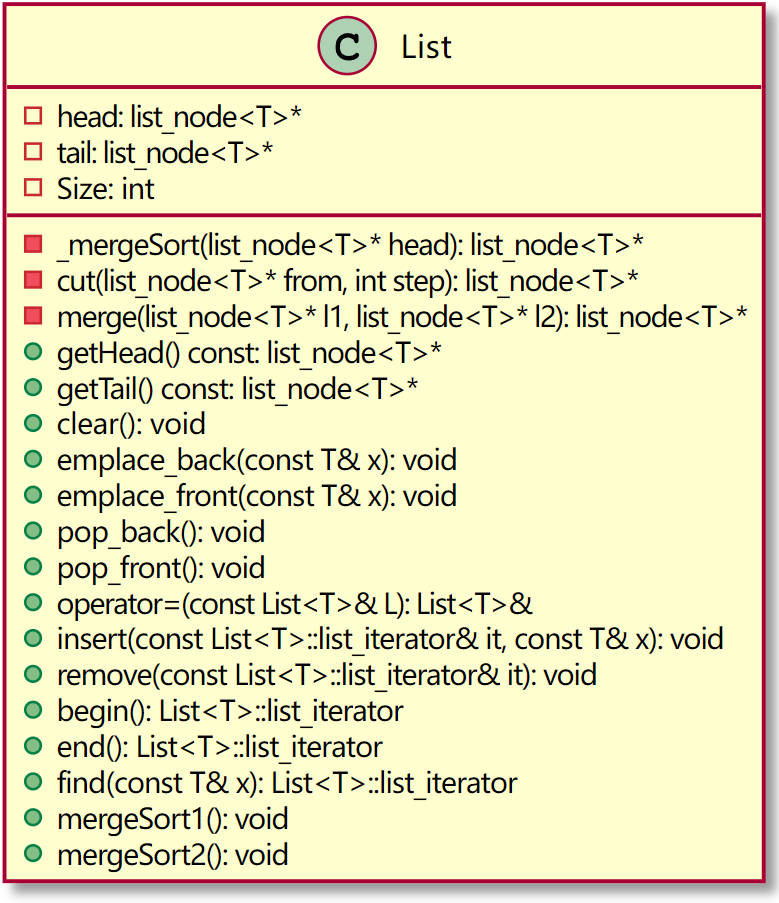 C List
head: list_node<T>*
tail: list_node<T>*
Size: int
_mergeSort(list_node<T>* head): list_node<T>*
cut(list_node<T>* from, int step): list_node<T>*
merge(list_node<T>* l1, list_node<T>* l2): list_node<T>*
getHead() const: list_node<T>*
getTail() const: list_node<T>*
clear(): void
emplace_back(const T& x): void
emplace_front(const T& x): void
pop_back(): void
pop_front(): void
operator=(const List<T>& L): List<T>&
insert(const List<T>::list_iterator& it, const T& x): void
remove(const List<T>::list_iterator& it): void
begin(): List<T>::list_iterator
end(): List<T>::list_iterator
find(const T& x): List<T>::list_iterator
mergeSort1(): void
mergeSort2(): void